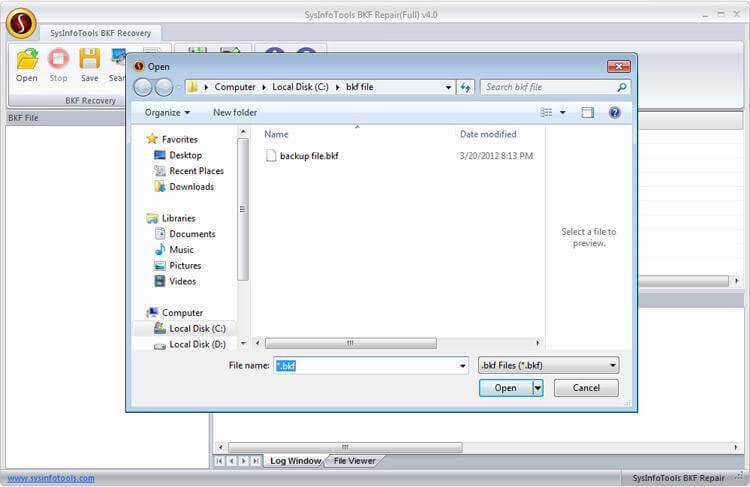 SysInfoTools BKF Repair(Full) v4.0
SysInfoTools BKF Recovery
Open Stop Save
BKF Recovery
BKF File
Open
Computer Local Disk (C:) bkf file
Search bkf file
Organize New folder
Name Date modified
Favorites
Desktop
Recent Places
Downloads
Libraries
Documents
Music
Pictures
Videos
Computer
Local Disk (C:)
Local Disk (D:)
backup file.bkf 3/20/2012 8:13 PM
Select a file to
preview.
File name: *.bkf .bkf Files (*.bkf)
Open Cancel
Log Window File Viewer
www.sysinfotools.com SysInfoTools BKF Repair